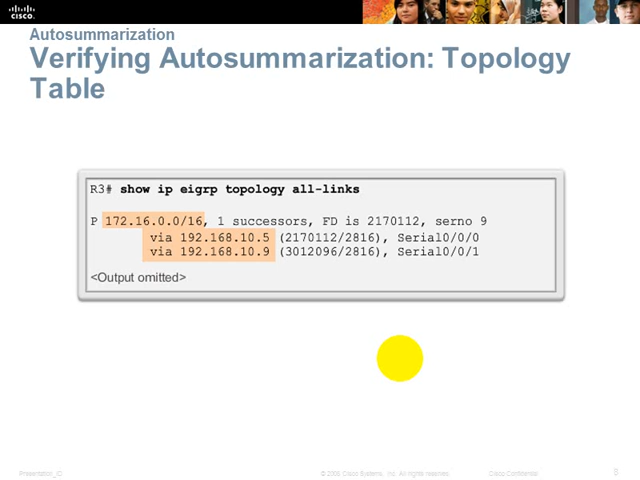 CISCO
Autosummarization
Verifying Autosummarization: Topology
Table
R3# show ip eigrp topology all-links
P 172.16.0.0/16, 1 successors, FD is 2170112, serno 9
via 192.168.10.5 (2170112/2816), Serial0/0/0
via 192.168.10.9 (3012096/2816), Serial0/0/1
<Output omitted>
Presentation_ID
© 2008 Cisco Systems, Inc. All rights reserved.
Cisco Confidential